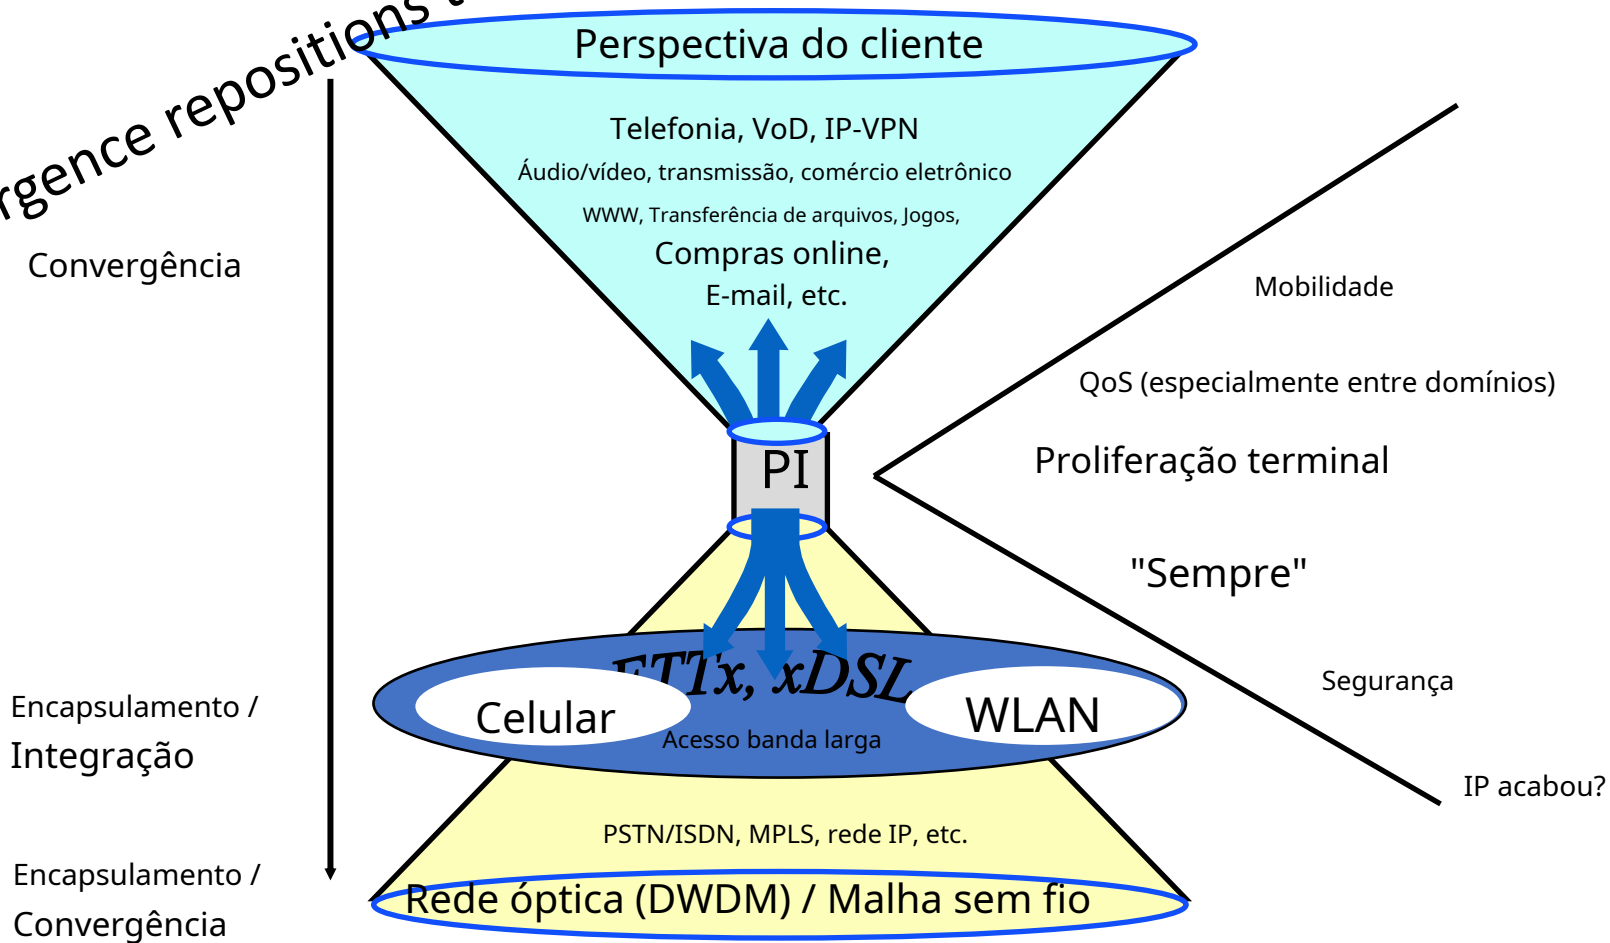 rgence repositions t
Perspectiva do cliente
Telefonia, VoD, IP-VPN
Áudio/vídeo, transmissão, comércio eletrônico
WWW, Transferência de arquivos, Jogos,
Compras online,
E-mail, etc.
Convergência
Mobilidade
QoS (especialmente entre domínios)
PI
Proliferação terminal
"Sempre"
Segurança
IP acabou?
FTTx, xDSL
Celular
WLAN
Acesso banda larga
Encapsulamento /
Integração
PSTN/ISDN, MPLS, rede IP, etc.
Rede óptica (DWDM) / Malha sem fio
Encapsulamento /
Convergência